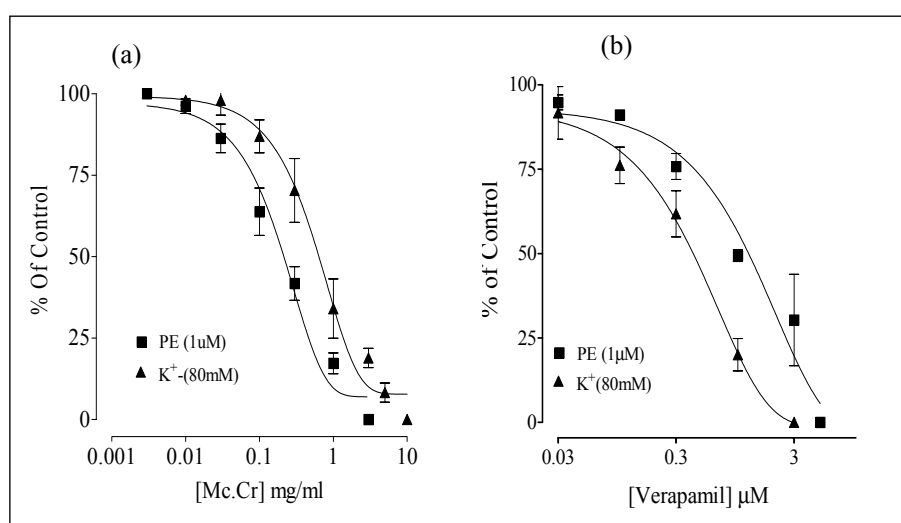 (a)
% Of Control
100
75
50
25
0
PE (1uM)
K⁺-(80mM)
0.001 0.01 0.1 1 10
[Mc.Cr] mg/ml
(b)
% of Control
100
75
50
25
0
PE (1µM)
K⁺(80mM)
0.03 0.3 3
[Verapamil] µM